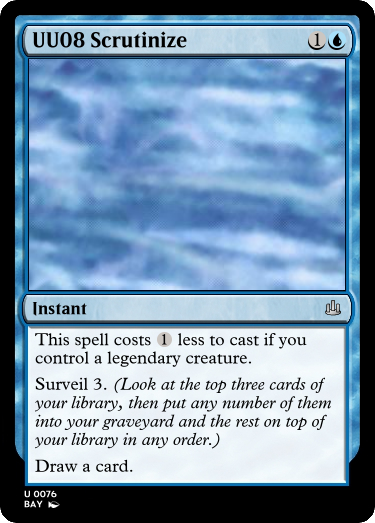 UU08 Scrutinize 1
Instant
This spell costs 1 less to cast if you
control a legendary creature.
Surveil 3. (Look at the top three cards of
your library, then put any number of them
into your graveyard and the rest on top of
your library in any order.)
Draw a card.
U 0076
BAY